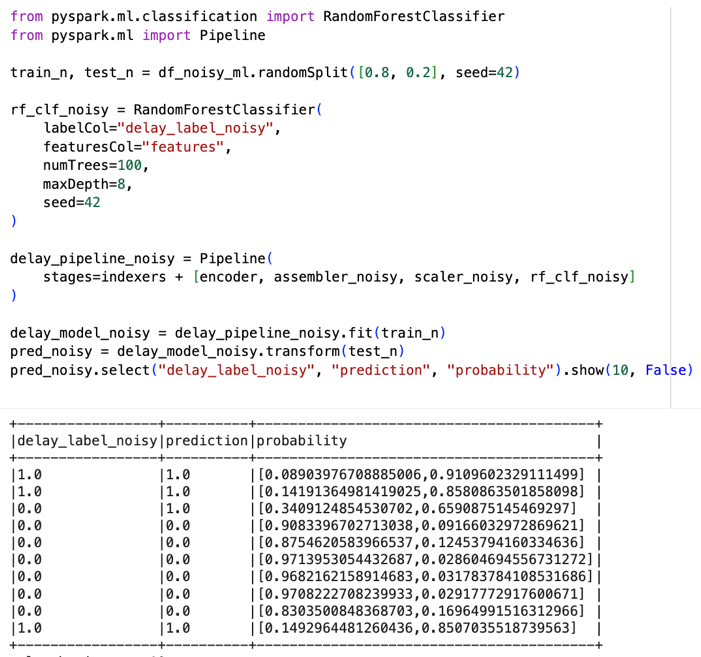 from pyspark.ml.classification import RandomForestClassifier
from pyspark.ml import Pipeline
train_n, test_n = df_noisy_ml.randomSplit([0.8, 0.2], seed=42)
rf_clf_noisy = RandomForestClassifier(
    labelCol="delay_label_noisy",
    featuresCol="features",
    numTrees=100,
    maxDepth=8,
    seed=42
)
delay_pipeline_noisy = Pipeline(
    stages=indexers + [encoder, assembler_noisy, scaler_noisy, rf_clf_noisy]
)
delay_model_noisy = delay_pipeline_noisy.fit(train_n)
pred_noisy = delay_model_noisy.transform(test_n)
pred_noisy.select("delay_label_noisy", "prediction", "probability").show(10, False)
+-----------------+----------+----------------------------------------+
|delay_label_noisy|prediction|probability                             |
+-----------------+----------+----------------------------------------+
|1.0              |1.0       |[0.08903976708885006,0.9109602329111499]  |
|1.0              |1.0       |[0.14191364981419025,0.8580863501858098]  |
|0.0              |1.0       |[0.3409124854530702,0.6590875145469297]   |
|0.0              |0.0       |[0.9083396702713038,0.09166032972869621]  |
|0.0              |0.0       |[0.8754620583966537,0.12453794160334636]  |
|0.0              |0.0       |[0.9713953054432687,0.028604694556731272] |
|0.0              |0.0       |[0.9682162158914683,0.031783784108531686] |
|0.0              |0.0       |[0.9708222708239933,0.02917772917600671]  |
|0.0              |0.0       |[0.8303500848368703,0.16964991516312966]  |
|1.0              |1.0       |[0.1492964481260436,0.8507035518739563]   |
+-----------------+----------+----------------------------------------+